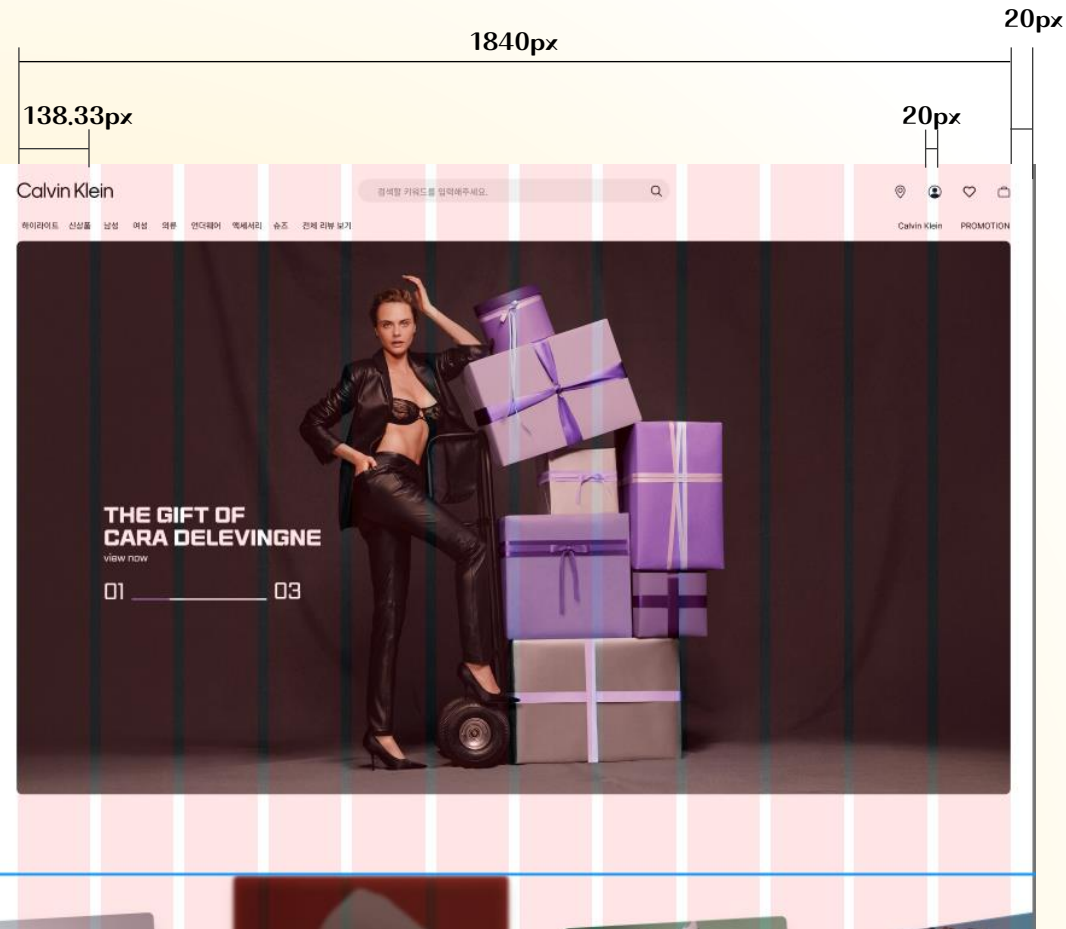 20px
1840px
138.33px
20px
Calvin Klein
검색할 키워드를 입력해주세요.
하이라이트 신상품 남성 여성 의류 언더웨어 액세서리 슈즈 전체 리뷰 보기
Calvin Klein PROMOTION
THE GIFT OF
CARA DELEVINGNE
view now
01 03